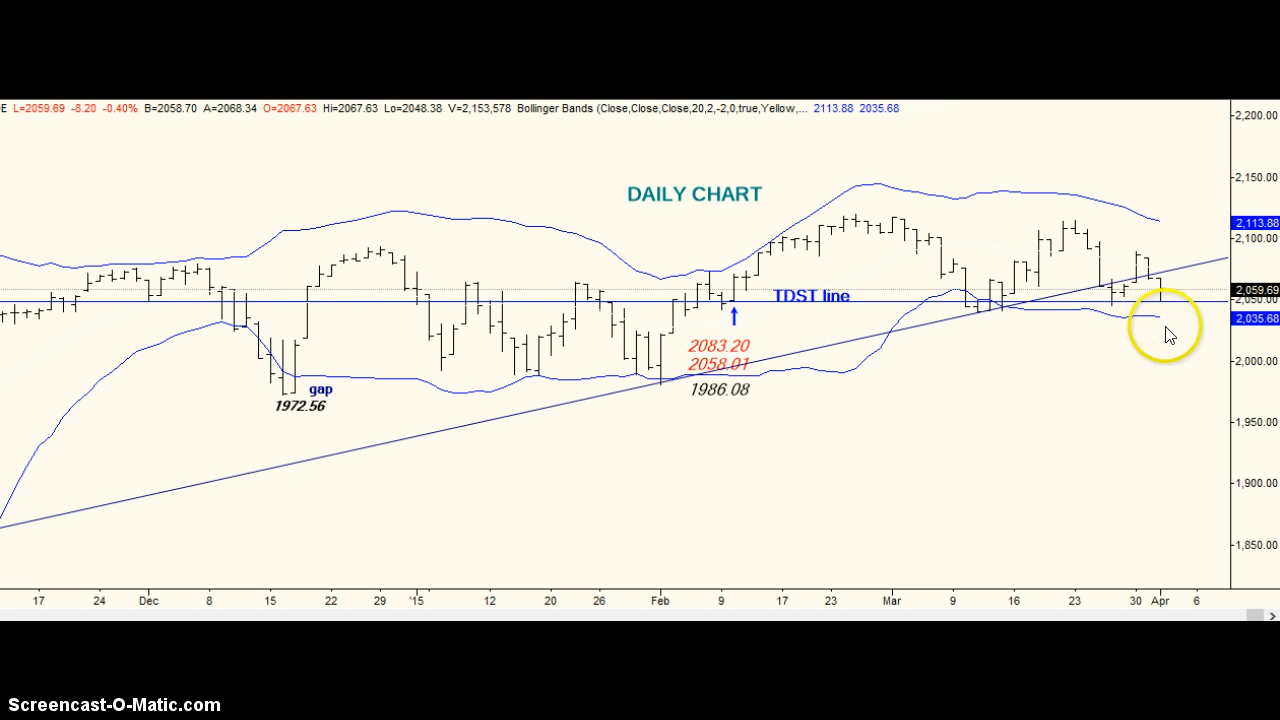 E L=2059.69 -8.20 -0.40% B=2058.70 A=2068.34 O=2067.63 Hi=2067.63 Lo=2048.38 V=2,153,578 Bollinger Bands (Close,Close,Close,20,2,-2,0,true,Yellow,... 2113.88 2035.68
2,200.00
DAILY CHART
2,150.00
2,113.88
2,100.00
TDST line
2,059.69
2,050.00
2,035.68
2083.20
2058.01
2,000.00
gap
1986.08
1972.56
1,950.00
1,900.00
1,850.00
17 24 Dec 8 15 22 29 '15 12 20 26 Feb 9 17 23 Mar 9 16 23 30 Apr 6
Screencast-O-Matic.com